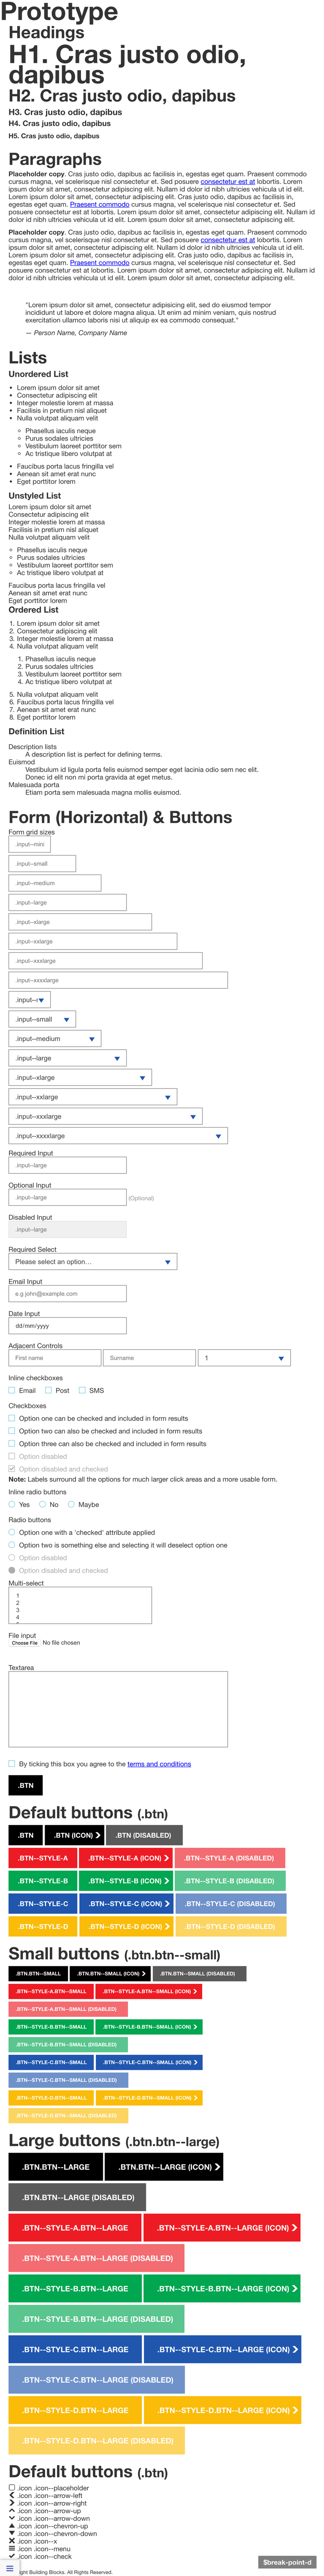 Prototype
Headings
H1. Cras justo odio,
dapibus
H2. Cras justo odio, dapibus
H3. Cras justo odio, dapibus
H4. Cras justo odio, dapibus
H5. Cras justo odio, dapibus
Paragraphs
Placeholder copy. Cras justo odio, dapibus ac facilisis in, egestas eget quam. Praesent commodo
cursus magna, vel scelerisque nisl consectetur et. Sed posuere consectetur est at lobortis. Lorem
ipsum dolor sit amet, consectetur adipiscing elit. Nullam id dolor id nibh ultricies vehicula ut id elit.
Lorem ipsum dolor sit amet, consectetur adipiscing elit. Cras justo odio, dapibus ac facilisis in,
egestas eget quam. Praesent commodo cursus magna, vel scelerisque nisl consectetur et. Sed
posuere consectetur est at lobortis. Lorem ipsum dolor sit amet, consectetur adipiscing elit. Nullam id
dolor id nibh ultricies vehicula ut id elit. Lorem ipsum dolor sit amet, consectetur adipiscing elit.
Placeholder copy. Cras justo odio, dapibus ac facilisis in, egestas eget quam. Praesent commodo
cursus magna, vel scelerisque nisl consectetur et. Sed posuere consectetur est at lobortis. Lorem
ipsum dolor sit amet, consectetur adipiscing elit. Nullam id dolor id nibh ultricies vehicula ut id elit.
Lorem ipsum dolor sit amet, consectetur adipiscing elit. Cras justo odio, dapibus ac facilisis in,
egestas eget quam. Praesent commodo cursus magna, vel scelerisque nisl consectetur et. Sed
posuere consectetur est at lobortis. Lorem ipsum dolor sit amet, consectetur adipiscing elit. Nullam id
dolor id nibh ultricies vehicula ut id elit. Lorem ipsum dolor sit amet, consectetur adipiscing elit.
"Lorem ipsum dolor sit amet, consectetur adipisicing elit, sed do eiusmod tempor
incididunt ut labore et dolore magna aliqua. Ut enim ad minim veniam, quis nostrud
exercitation ullamco laboris nisi ut aliquip ex ea commodo consequat."
— Person Name, Company Name
Lists
Unordered List
Lorem ipsum dolor sit amet
Consectetur adipiscing elit
Integer molestie lorem at massa
Facilisis in pretium nisl aliquet
Nulla volutpat aliquam velit
Phasellus iaculis neque
Purus sodales ultricies
Vestibulum laoreet porttitor sem
Ac tristique libero volutpat at
Faucibus porta lacus fringilla vel
Aenean sit amet erat nunc
Eget porttitor lorem
Unstyled List
Lorem ipsum dolor sit amet
Consectetur adipiscing elit
Integer molestie lorem at massa
Facilisis in pretium nisl aliquet
Nulla volutpat aliquam velit
Phasellus iaculis neque
Purus sodales ultricies
Vestibulum laoreet porttitor sem
Ac tristique libero volutpat at
Faucibus porta lacus fringilla vel
Aenean sit amet erat nunc
Eget porttitor lorem
Ordered List
1. Lorem ipsum dolor sit amet
2. Consectetur adipiscing elit
3. Integer molestie lorem at massa
4. Nulla volutpat aliquam velit
1. Phasellus iaculis neque
2. Purus sodales ultricies
3. Vestibulum laoreet porttitor sem
4. Ac tristique libero volutpat at
5. Nulla volutpat aliquam velit
6. Faucibus porta lacus fringilla vel
7. Aenean sit amet erat nunc
8. Eget porttitor lorem
Definition List
Description lists
A description list is perfect for defining terms.
Euismod
Vestibulum id ligula porta felis euismod semper eget lacinia odio sem nec elit.
Donec id elit non mi porta gravida at eget metus.
Malesuada porta
Etiam porta sem malesuada magna mollis euismod.
Form (Horizontal) & Buttons
Form grid sizes
.input--mini
.input--small
.input--medium
.input--large
.input--xlarge
.input--xxlarge
.input--xxxlarge
.input--xxxxlarge
.input--
.input--small
.input--medium
.input--large
.input--xlarge
.input--xxlarge
.input--xxxlarge
.input--xxxxlarge
Required Input
.input--large
Optional Input
.input--large (Optional)
Disabled Input
.input--large
Required Select
Please select an option…
Email Input
e.g john@example.com
Date Input
dd/mm/yyyy
Adjacent Controls
First name Surname 1
Inline checkboxes
Email Post SMS
Checkboxes
Option one can be checked and included in form results
Option two can also be checked and included in form results
Option three can also be checked and included in form results
Option disabled
Option disabled and checked
Note: Labels surround all the options for much larger click areas and a more usable form.
Inline radio buttons
Yes No Maybe
Radio buttons
Option one with a 'checked' attribute applied
Option two is something else and selecting it will deselect option one
Option disabled
Option disabled and checked
Multi-select
1
2
3
4
File input
Choose File No file chosen
Textarea
By ticking this box you agree to the terms and conditions
.BTN
Default buttons (.btn)
.BTN .BTN (ICON) .BTN (DISABLED)
.BTN--STYLE-A .BTN--STYLE-A (ICON) .BTN--STYLE-A (DISABLED)
.BTN--STYLE-B .BTN--STYLE-B (ICON) .BTN--STYLE-B (DISABLED)
.BTN--STYLE-C .BTN--STYLE-C (ICON) .BTN--STYLE-C (DISABLED)
.BTN--STYLE-D .BTN--STYLE-D (ICON) .BTN--STYLE-D (DISABLED)
Small buttons (.btn.btn--small)
.BTN.BTN--SMALL .BTN.BTN--SMALL (ICON) .BTN.BTN--SMALL (DISABLED)
.BTN--STYLE-A.BTN--SMALL .BTN--STYLE-A.BTN--SMALL (ICON)
.BTN--STYLE-A.BTN--SMALL (DISABLED)
.BTN--STYLE-B.BTN--SMALL .BTN--STYLE-B.BTN--SMALL (ICON)
.BTN--STYLE-B.BTN--SMALL (DISABLED)
.BTN--STYLE-C.BTN--SMALL .BTN--STYLE-C.BTN--SMALL (ICON)
.BTN--STYLE-C.BTN--SMALL (DISABLED)
.BTN--STYLE-D.BTN--SMALL .BTN--STYLE-D.BTN--SMALL (ICON)
.BTN--STYLE-D.BTN--SMALL (DISABLED)
Large buttons (.btn.btn--large)
.BTN.BTN--LARGE .BTN.BTN--LARGE (ICON)
.BTN.BTN--LARGE (DISABLED)
.BTN--STYLE-A.BTN--LARGE .BTN--STYLE-A.BTN--LARGE (ICON)
.BTN--STYLE-A.BTN--LARGE (DISABLED)
.BTN--STYLE-B.BTN--LARGE .BTN--STYLE-B.BTN--LARGE (ICON)
.BTN--STYLE-B.BTN--LARGE (DISABLED)
.BTN--STYLE-C.BTN--LARGE .BTN--STYLE-C.BTN--LARGE (ICON)
.BTN--STYLE-C.BTN--LARGE (DISABLED)
.BTN--STYLE-D.BTN--LARGE .BTN--STYLE-D.BTN--LARGE (ICON)
.BTN--STYLE-D.BTN--LARGE (DISABLED)
Default buttons (.btn)
.icon .icon--placeholder
.icon .icon--arrow-left
.icon .icon--arrow-right
.icon .icon--arrow-up
.icon .icon--arrow-down
.icon .icon--chevron-up
.icon .icon--chevron-down
.icon .icon--x
.icon .icon--menu
.icon .icon--check
$break-point-d
ight Building Blocks. All Rights Reserved.